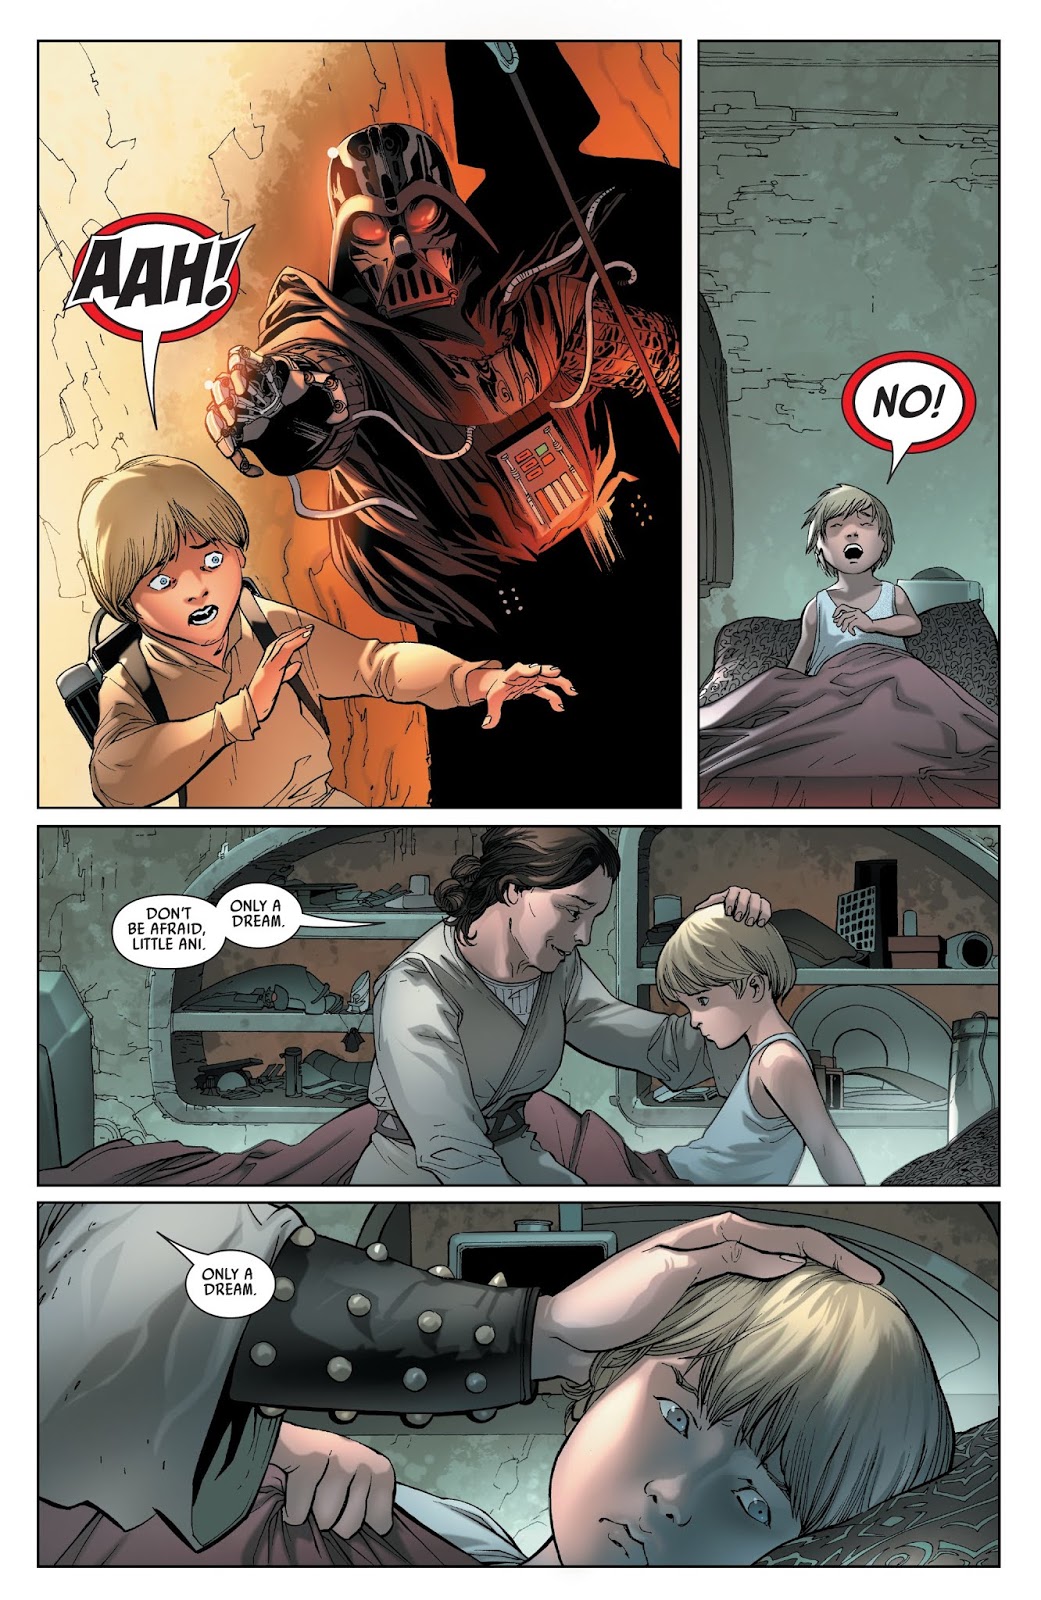 AAH!
NO!
DON'T
BE AFRAID,
LITTLE ANI.
ONLY A
DREAM.
ONLY A
DREAM.